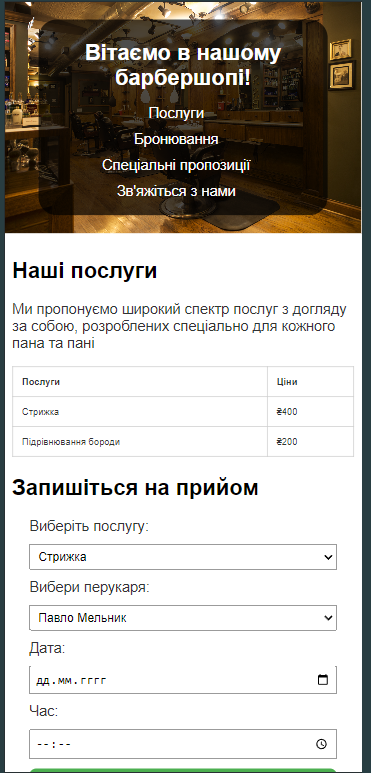 Вітаємо в нашому
барбершопі!
Послуги
Бронювання
Спеціальні пропозиції
Зв'яжіться з нами
Наші послуги
Ми пропонуємо широкий спектр послуг з догляду
за собою, розроблених спеціально для кожного
пана та пані
Послуги Ціни
Стрижка ₴400
Підрівнювання бороди ₴200
Запишіться на прийом
Виберіть послугу:
Стрижка
Вибери перукаря:
Павло Мельник
Дата:
дд.мм.гггг
Час:
--:--